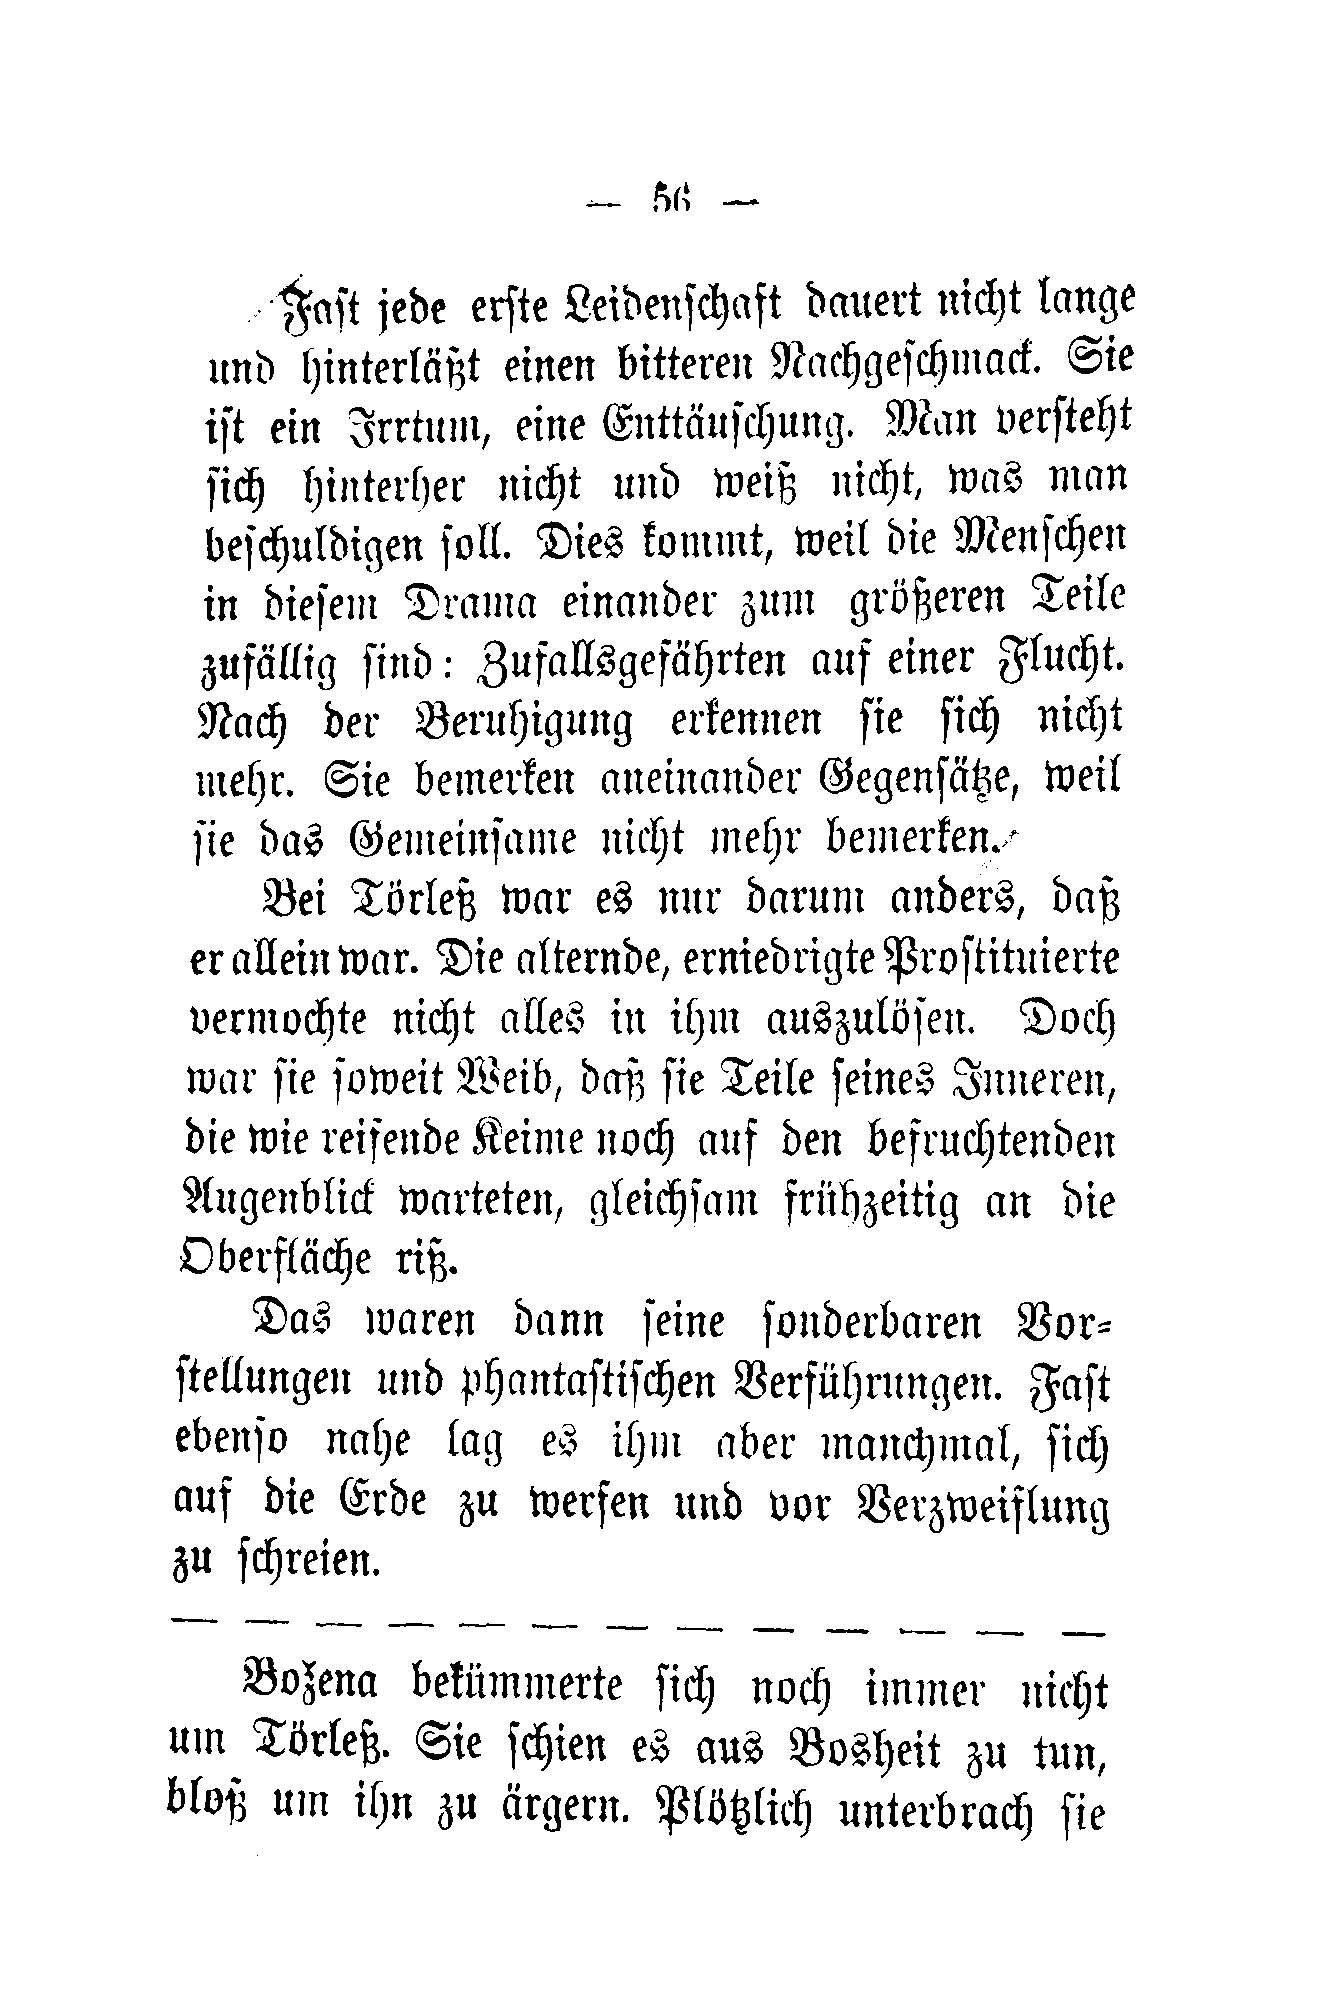 — 56 —
Fast jede erste Leidenschaft dauert nicht lange
und hinterläßt einen bitteren Nachgeschmack. Sie
ist ein Irrtum, eine Enttäuschung. Man versteht
sich hinterher nicht und weiß nicht, was man
beschuldigen soll. Dies kommt, weil die Menschen
in diesem Drama einander zum größeren Teile
zufällig sind: Zufallsgefährten auf einer Flucht.
Nach der Beruhigung erkennen sie sich nicht
mehr. Sie bemerken aneinander Gegensätze, weil
sie das Gemeinsame nicht mehr bemerken.
Bei Törleß war es nur darum anders, daß
er allein war. Die alternde, erniedrigte Prostituierte
vermochte nicht alles in ihm auszulösen. Doch
war sie soweit Weib, daß sie Teile seines Inneren,
die wie reifende Keime noch auf den befruchtenden
Augenblick warteten, gleichsam frühzeitig an die
Oberfläche riß.
Das waren dann seine sonderbaren Vor-
stellungen und phantastischen Verführungen. Fast
ebenso nahe lag es ihm aber manchmal, sich
auf die Erde zu werfen und vor Verzweiflung
zu schreien.
— — — — — — — — — — — — —
Božena bekümmerte sich noch immer nicht
um Törleß. Sie schien es aus Bosheit zu tun,
bloß um ihn zu ärgern. Plötzlich unterbrach sie